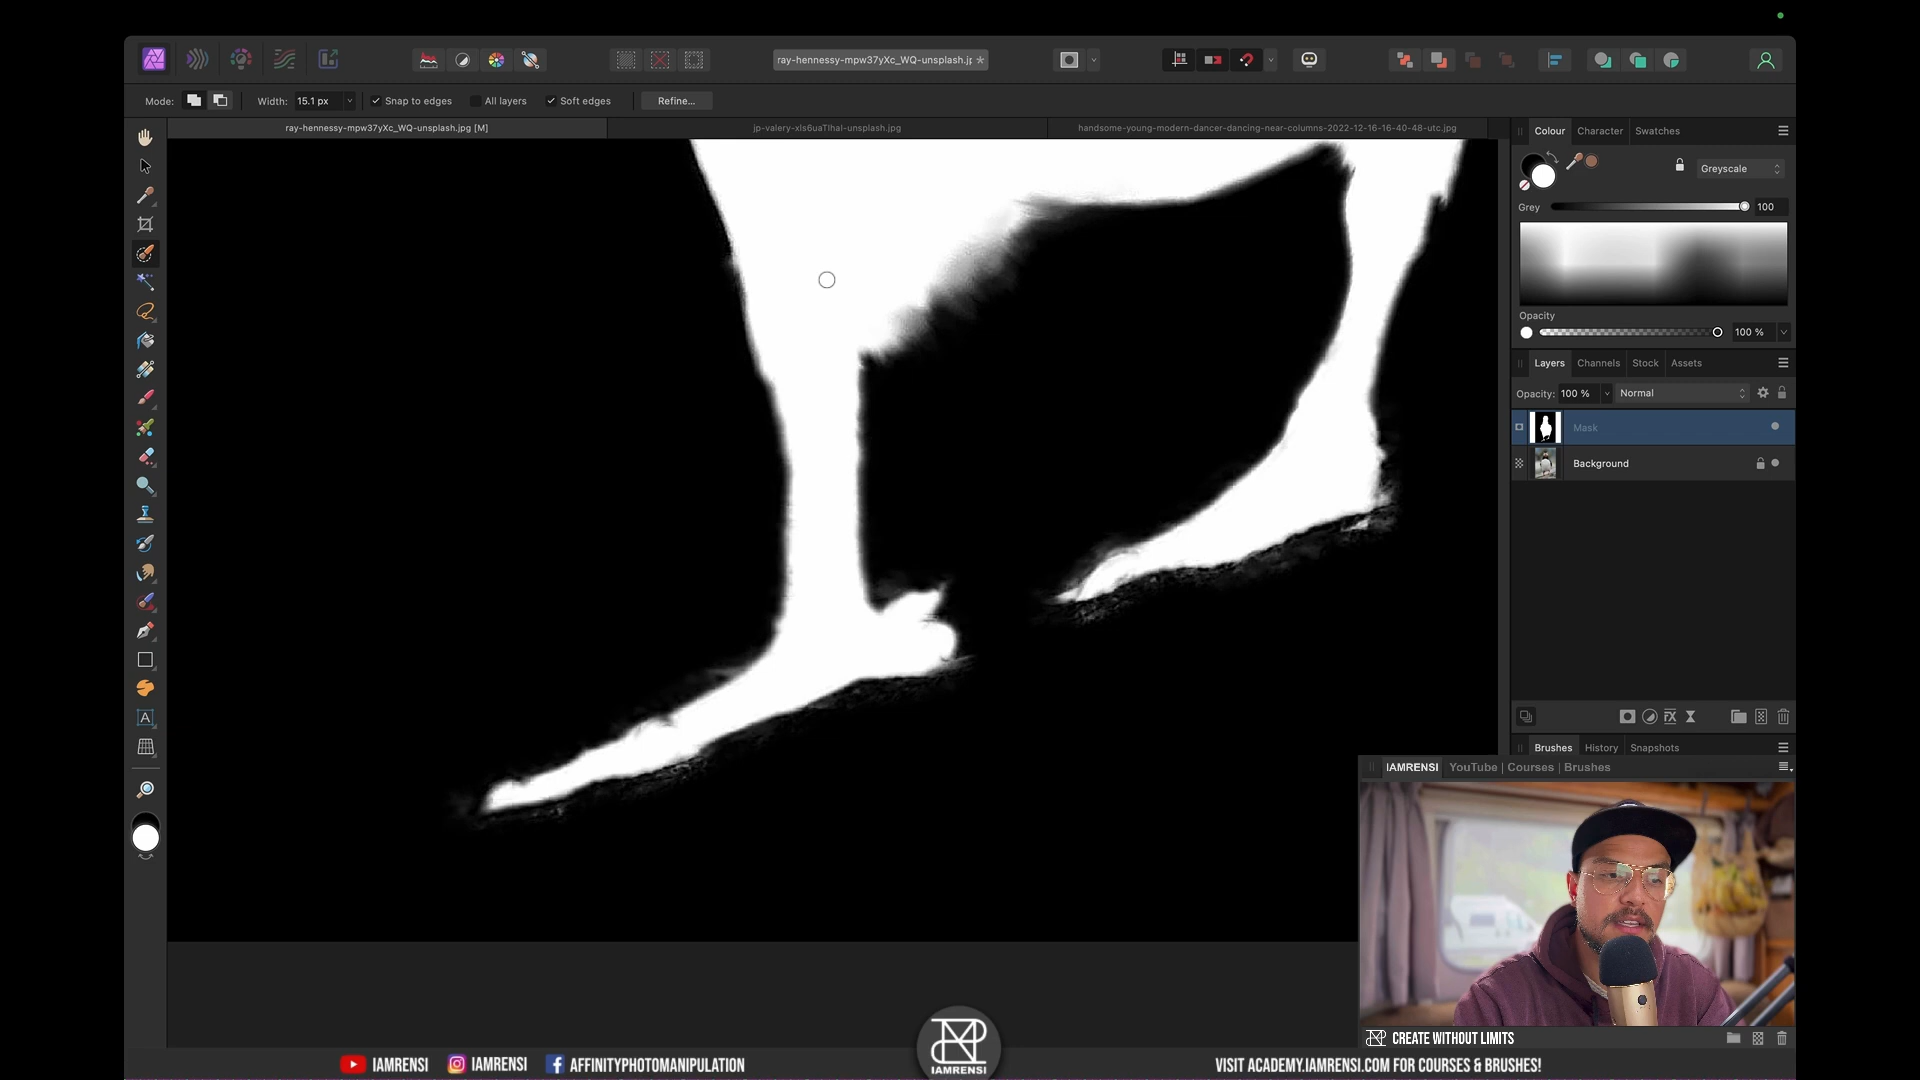 ray-hennessy-mpw37yXc_WQ-unsplash.jp *
Mode:
Width: 15.1 px
Snap to edges
All layers
Soft edges
Refine...
ray-hennessy-mpw37yXc_WQ-unsplash.jpg [M]
jp-valery-xIs6uaTIhaI-unsplash.jpg
handsome-young-modern-dancer-dancing-near-columns-2022-12-16-16-40-48-utc.jpg
Colour Character Swatches
Greyscale
Grey 100
Opacity
100 %
Layers Channels Stock Assets
Opacity: 100 % Normal
Mask
Background
FX
A
Brushes History Snapshots
IAMRENSI YouTube | Courses | Brushes
CREATE WITHOUT LIMITS
IAMRENSI
IAMRENSI
AFFINITYPHOTOMANIPULATION
IAMRENSI
VISIT ACADEMY.IAMRENSI.COM FOR COURSES & BRUSHES!